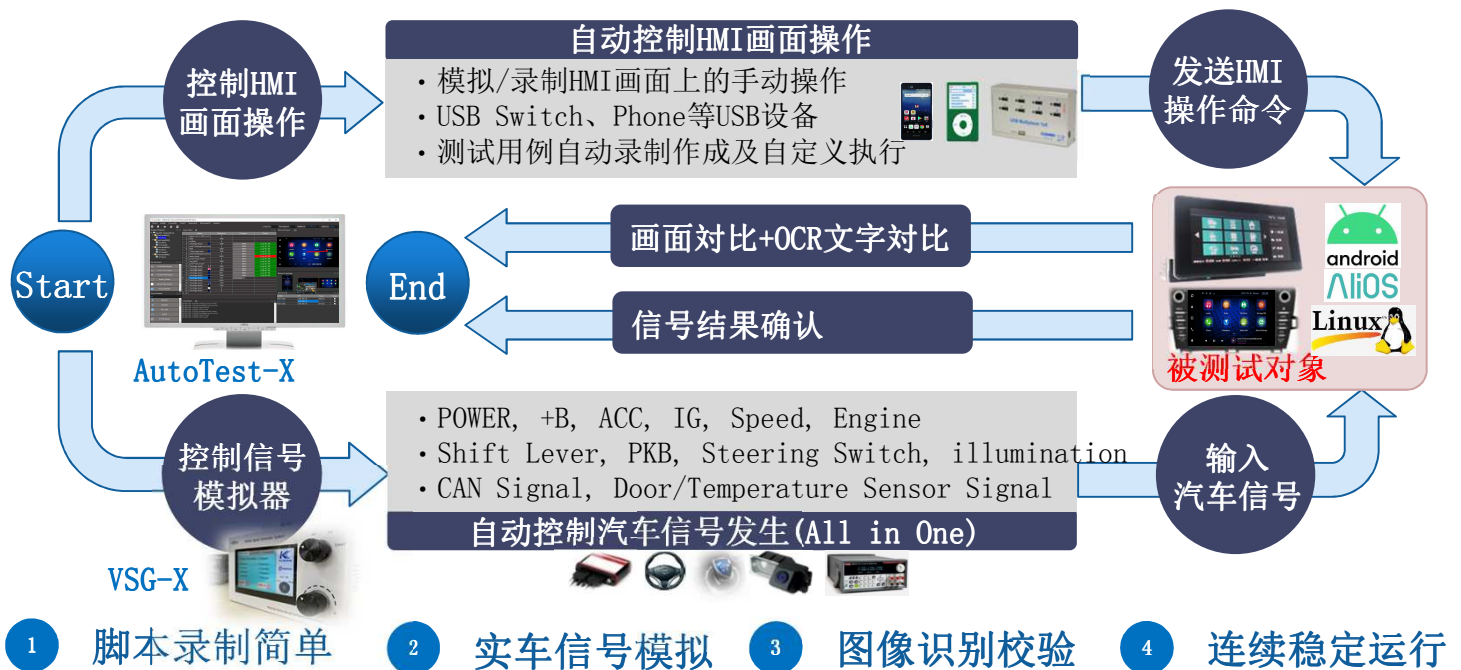 自动控制HMI画面操作
控制HMI
画面操作
・模拟/录制HMI画面上的手动操作
・USB Switch、Phone等USB设备
・测试用例自动录制作成及自定义执行
发送HMI
操作命令
Start
AutoTest-X
End
画面对比+OCR文字对比
信号结果确认
android
AliOS
Linux
被测试对象
控制信号
模拟器
・POWER, +B, ACC, IG, Speed, Engine
・Shift Lever, PKB, Steering Switch, illumination
・CAN Signal, Door/Temperature Sensor Signal
自动控制汽车信号发生(All in One)
输入
汽车信号
VSG-X
1 脚本录制简单
2 实车信号模拟
3 图像识别校验
4 连续稳定运行